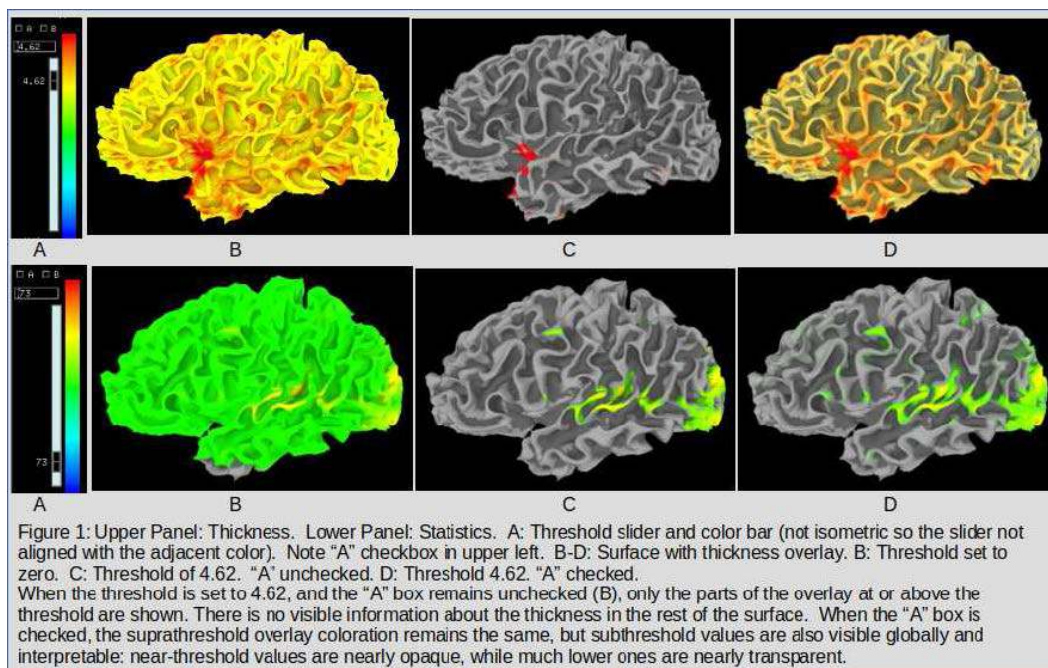 A B
4.62
4.62
A B C D
A B
73
73
A B C D
Figure 1: Upper Panel: Thickness. Lower Panel: Statistics. A: Threshold slider and color bar (not isometric so the slider not
aligned with the adjacent color). Note “A” checkbox in upper left. B-D: Surface with thickness overlay. B: Threshold set to
zero. C: Threshold of 4.62. “A” unchecked. D: Threshold 4.62. “A” checked.
When the threshold is set to 4.62, and the “A” box remains unchecked (B), only the parts of the overlay at or above the
threshold are shown. There is no visible information about the thickness in the rest of the surface. When the “A” box is
checked, the suprathreshold overlay coloration remains the same, but subthreshold values are also visible globally and
interpretable: near-threshold values are nearly opaque, while much lower ones are nearly transparent.